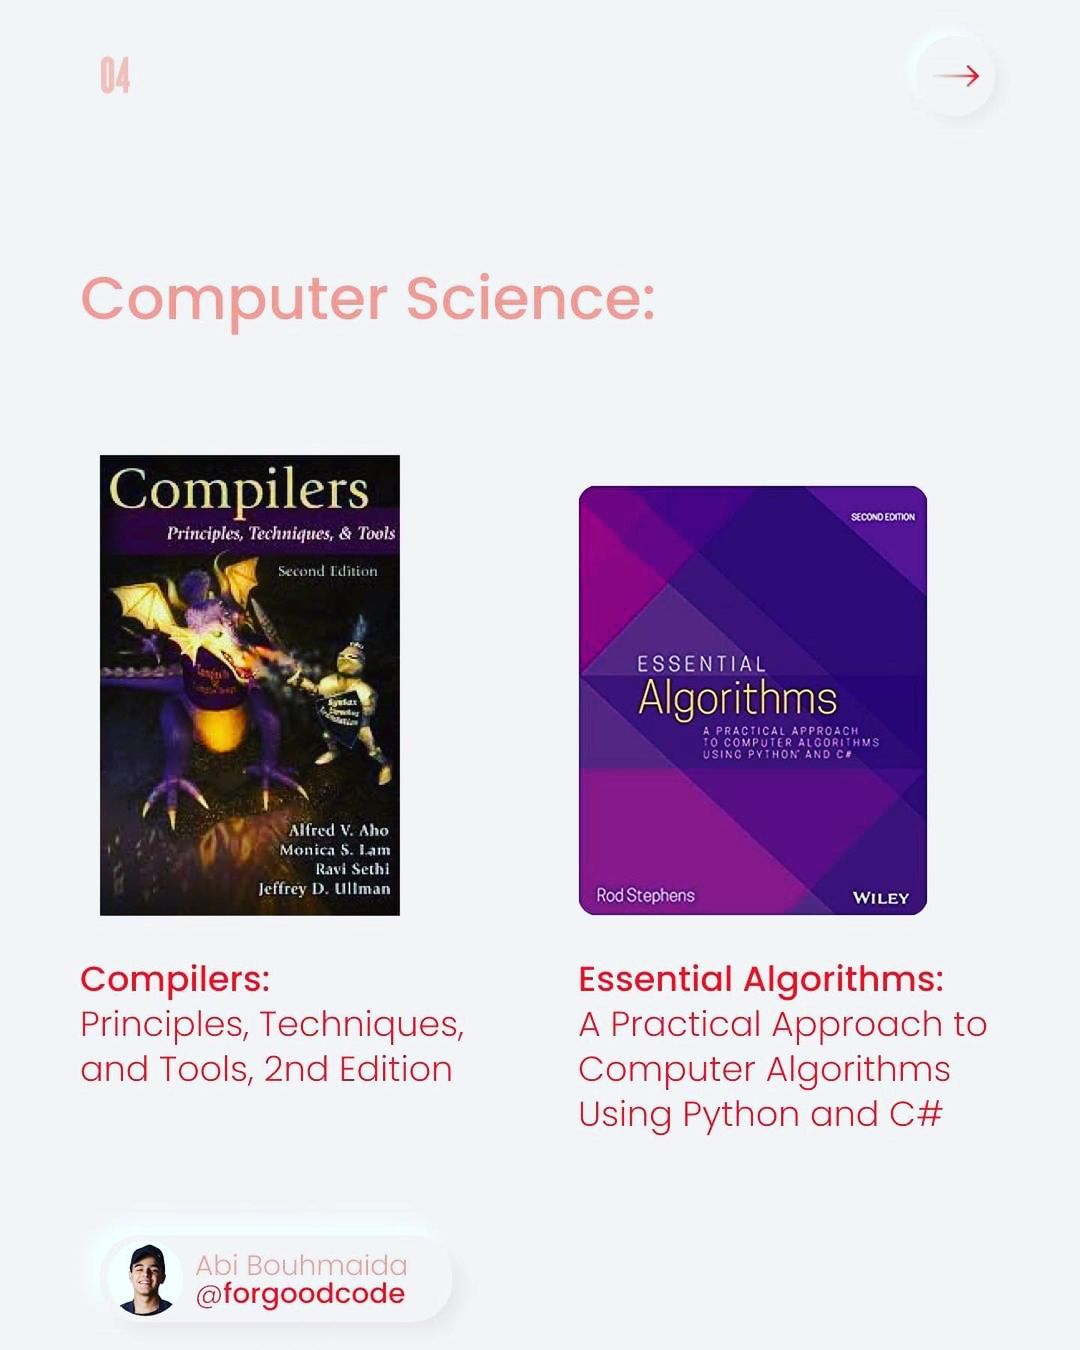 04
Computer Science:
Compilers
Principles, Techniques, & Tools
Second Edition
Alfred V. Aho
Monica S. Lam
Ravi Sethi
Jeffrey D. Ullman
SECOND EDITION
ESSENTIAL
Algorithms
A PRACTICAL APPROACH
TO COMPUTER ALGORITHMS
USING PYTHON AND C#
Rod Stephens
WILEY
Compilers:
Principles, Techniques,
and Tools, 2nd Edition
Essential Algorithms:
A Practical Approach to
Computer Algorithms
Using Python and C#
Abi Bouhmaida
@forgoodcode